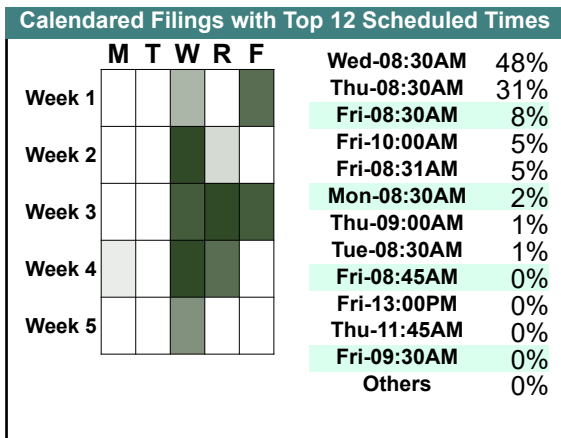 Calendared Filings with Top 12 Scheduled Times
M T W R F
Week 1
Week 2
Week 3
Week 4
Week 5
Wed-08:30AM 48%
Thu-08:30AM 31%
Fri-08:30AM 8%
Fri-10:00AM 5%
Fri-08:31AM 5%
Mon-08:30AM 2%
Thu-09:00AM 1%
Tue-08:30AM 1%
Fri-08:45AM 0%
Fri-13:00PM 0%
Thu-11:45AM 0%
Fri-09:30AM 0%
Others 0%